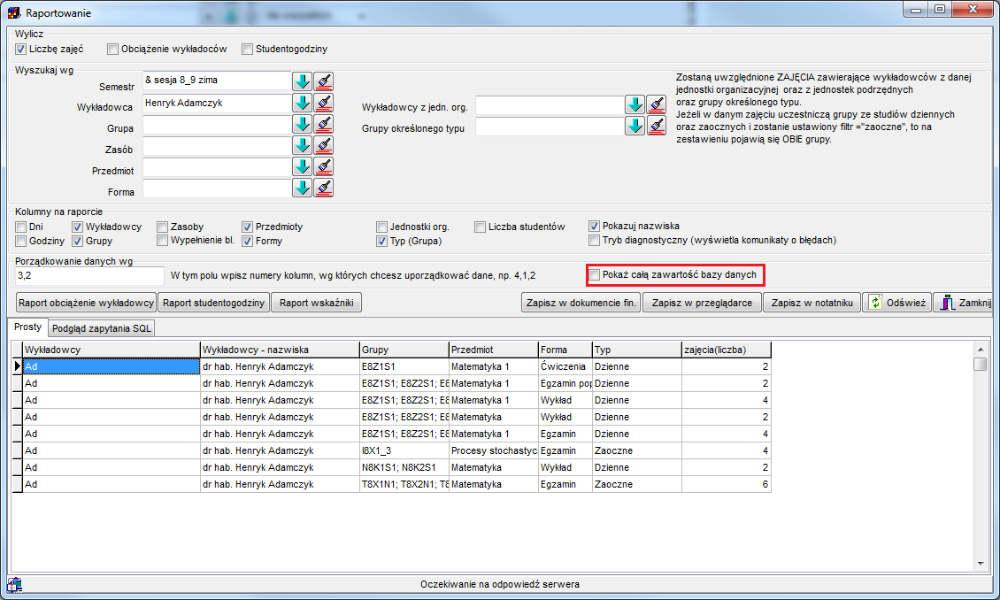 Raportowanie
Wylicz
Liczbę zajęć Obciążenie wykładoców Studentogodziny
Wyszukaj wg
Semestr & sesja 8_9 zima
Wykładowca Henryk Adamczyk
Grupa
Zasób
Przedmiot
Forma
Wykładowcy z jedn. org.
Grupy określonego typu
Zostaną uwzględnione ZAJĘCIA zawierające wykładowców z danej
jednostki organizacyjnej oraz z jednostek podrzędnych
oraz grupy określonego typu.
Jeżeli w danym zajęciu uczestniczą grupy ze studiów dziennych
oraz zaocznych i zostanie ustawiony filtr ="zaoczne", to na
zestawieniu pojawią się OBIE grupy.
Kolumny na raporcie
Dni Wykładowcy Zasoby Przedmioty Jednostki org. Liczba studentów Pokazuj nazwiska
Godziny Grupy Wypełnienie bl. Formy Typ (Grupa) Tryb diagnostyczny (wyświetla komunikaty o błędach)
Porządkowanie danych wg
3,2 W tym polu wpisz numery kolumn, wg których chcesz uporządkować dane, np. 4,1,2 Pokaż całą zawartość bazy danych
Raport obciążenie wykładowcy Raport studentogodziny Raport wskaźniki Zapisz w dokumencie fin. Zapisz w przeglądarce Zapisz w notatniku Odśwież Zamknij
Prosty Podgląd zapytania SQL
Wykładowcy Wykładowcy - nazwiska Grupy Przedmiot Forma Typ zajęcia(liczba)
Ad dr hab. Henryk Adamczyk E8Z1S1 Matematyka 1 Ćwiczenia Dzienne 2
Ad dr hab. Henryk Adamczyk E8Z1S1; E8Z2S1; E8 Matematyka 1 Egzamin pop Dzienne 2
Ad dr hab. Henryk Adamczyk E8Z1S1; E8Z2S1; E8 Matematyka 1 Wykład Dzienne 4
Ad dr hab. Henryk Adamczyk E8Z1S1; E8Z2S1; E8 Matematyka Wykład Dzienne 2
Ad dr hab. Henryk Adamczyk E8Z1S1; E8Z2S1; E8 Matematyka 1 Egzamin Dzienne 4
Ad dr hab. Henryk Adamczyk I8X1_3 Procesy stochastyc Egzamin Zaoczne 4
Ad dr hab. Henryk Adamczyk N8K1S1; N8K2S1 Matematyka Wykład Dzienne 2
Ad dr hab. Henryk Adamczyk T8X1N1; T8X2N1; T8 Matematyka Egzamin Zaoczne 6
Oczekiwanie na odpowiedź serwera